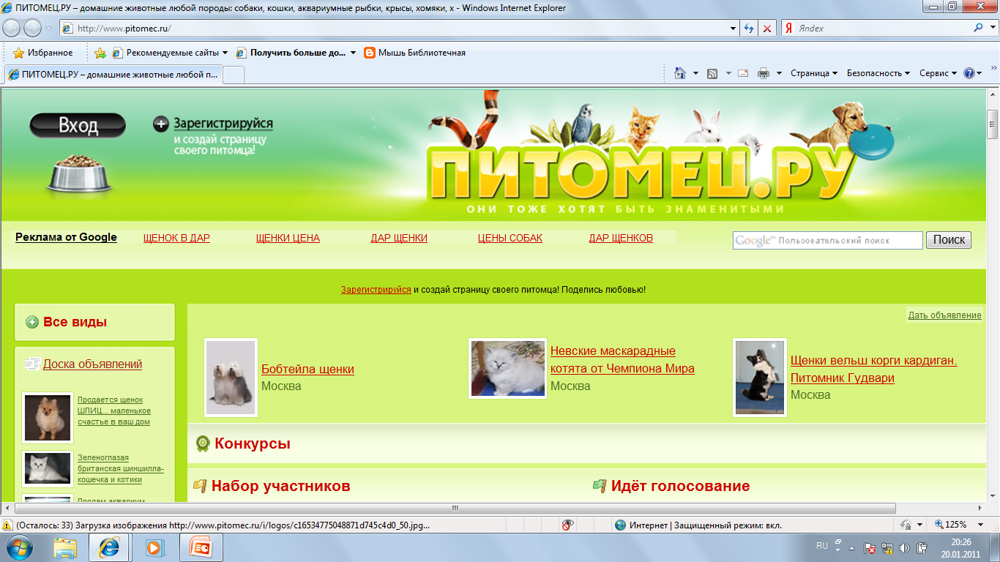 ПИТОМЕЦ.РУ – домашние животные любой породы: собаки, кошки, аквариумные рыбки, крысы, хомяки, х - Windows Internet Explorer
http://www.pitomec.ru/
Я Яndex
Избранное
Рекомендуемые сайты
Получить больше до...
Мышь Библиотечная
ПИТОМЕЦ.РУ – домашние животные любой п...
Страница
Безопасность
Сервис
Вход
Зарегистрируйся
и создай страницу
своего питомца!
ПИТОМЕЦ.РУ
ОНИ ТОЖЕ ХОТЯТ БЫТЬ ЗНАМЕНИТЫМИ
Реклама от Google
ЩЕНОК В ДАР
ЩЕНКИ ЦЕНА
ДАР ЩЕНКИ
ЦЕНЫ СОБАК
ДАР ЩЕНКОВ
Google™ Пользовательский поиск
Поиск
Зарегистрируйся и создай страницу своего питомца! Поделись любовью!
Все виды
Доска объявлений
Продается щенок
ШПИЦ... маленькое
счастье в ваш дом
Зеленоглазая
британская шиншилла-
кошечка и котики
Продам аквариум
Дать объявление
Бобтейла щенки
Москва
Невские маскарадные
котята от Чемпиона Мира
Москва
Щенки вельш корги кардиган.
Питомник Гудвари
Москва
Конкурсы
Набор участников
Идёт голосование
(Осталось: 33) Загрузка изображения http://www.pitomec.ru/i/logos/c16534775048871d745c4d0_50.jpg...
Интернет | Защищенный режим: вкл.
125%
RU
20:26
20.01.2011